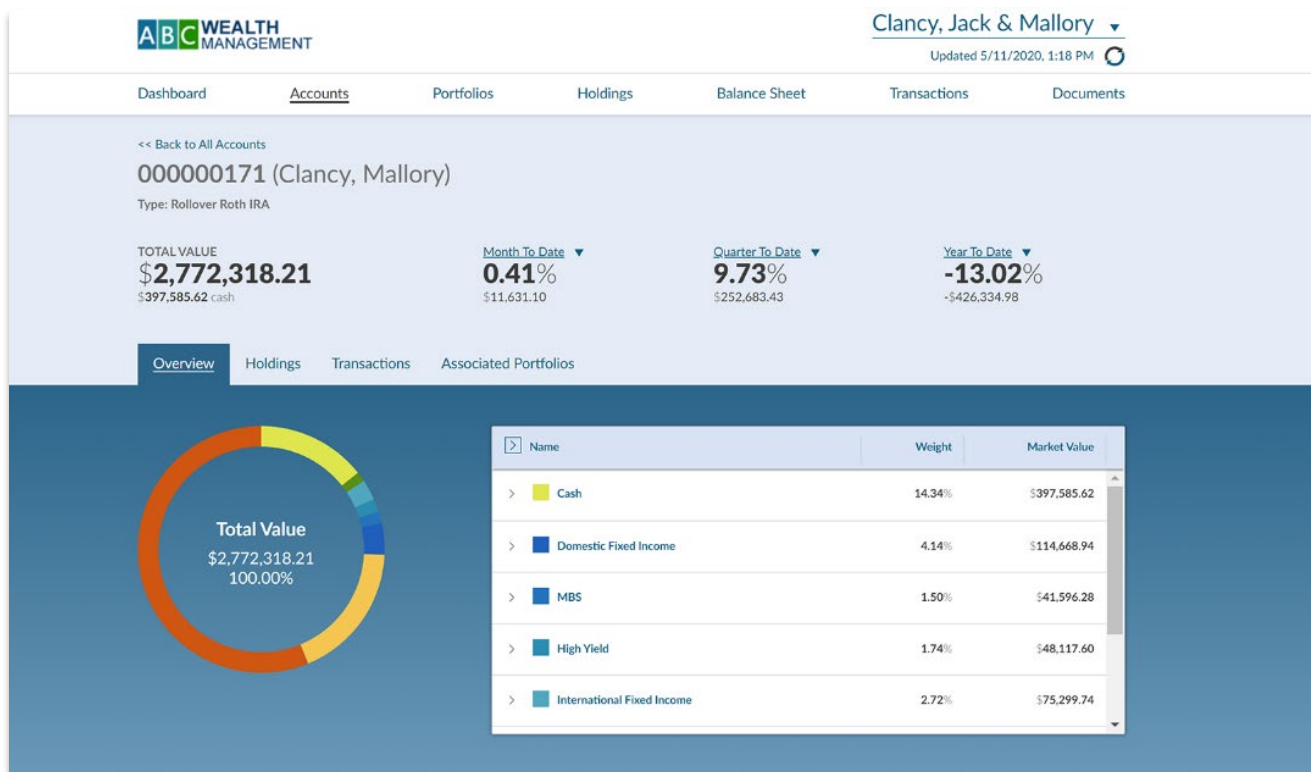 ABC WEALTH MANAGEMENT
Clancy, Jack & Mallory
Updated 5/11/2020, 1:18 PM
Dashboard Accounts Portfolios Holdings Balance Sheet Transactions Documents
<< Back to All Accounts
000000171 (Clancy, Mallory)
Type: Rollover Roth IRA
TOTAL VALUE Month To Date Quarter To Date Year To Date
$2,772,318.21 0.41% 9.73% -13.02%
$397,585.62 cash $11,631.10 $252,683.43 -$426,334.98
Overview Holdings Transactions Associated Portfolios
Total Value
$2,772,318.21
100.00%
Name Weight Market Value
Cash 14.34% $397,585.62
Domestic Fixed Income 4.14% $114,668.94
MBS 1.50% $41,596.28
High Yield 1.74% $48,117.60
International Fixed Income 2.72% $75,299.74